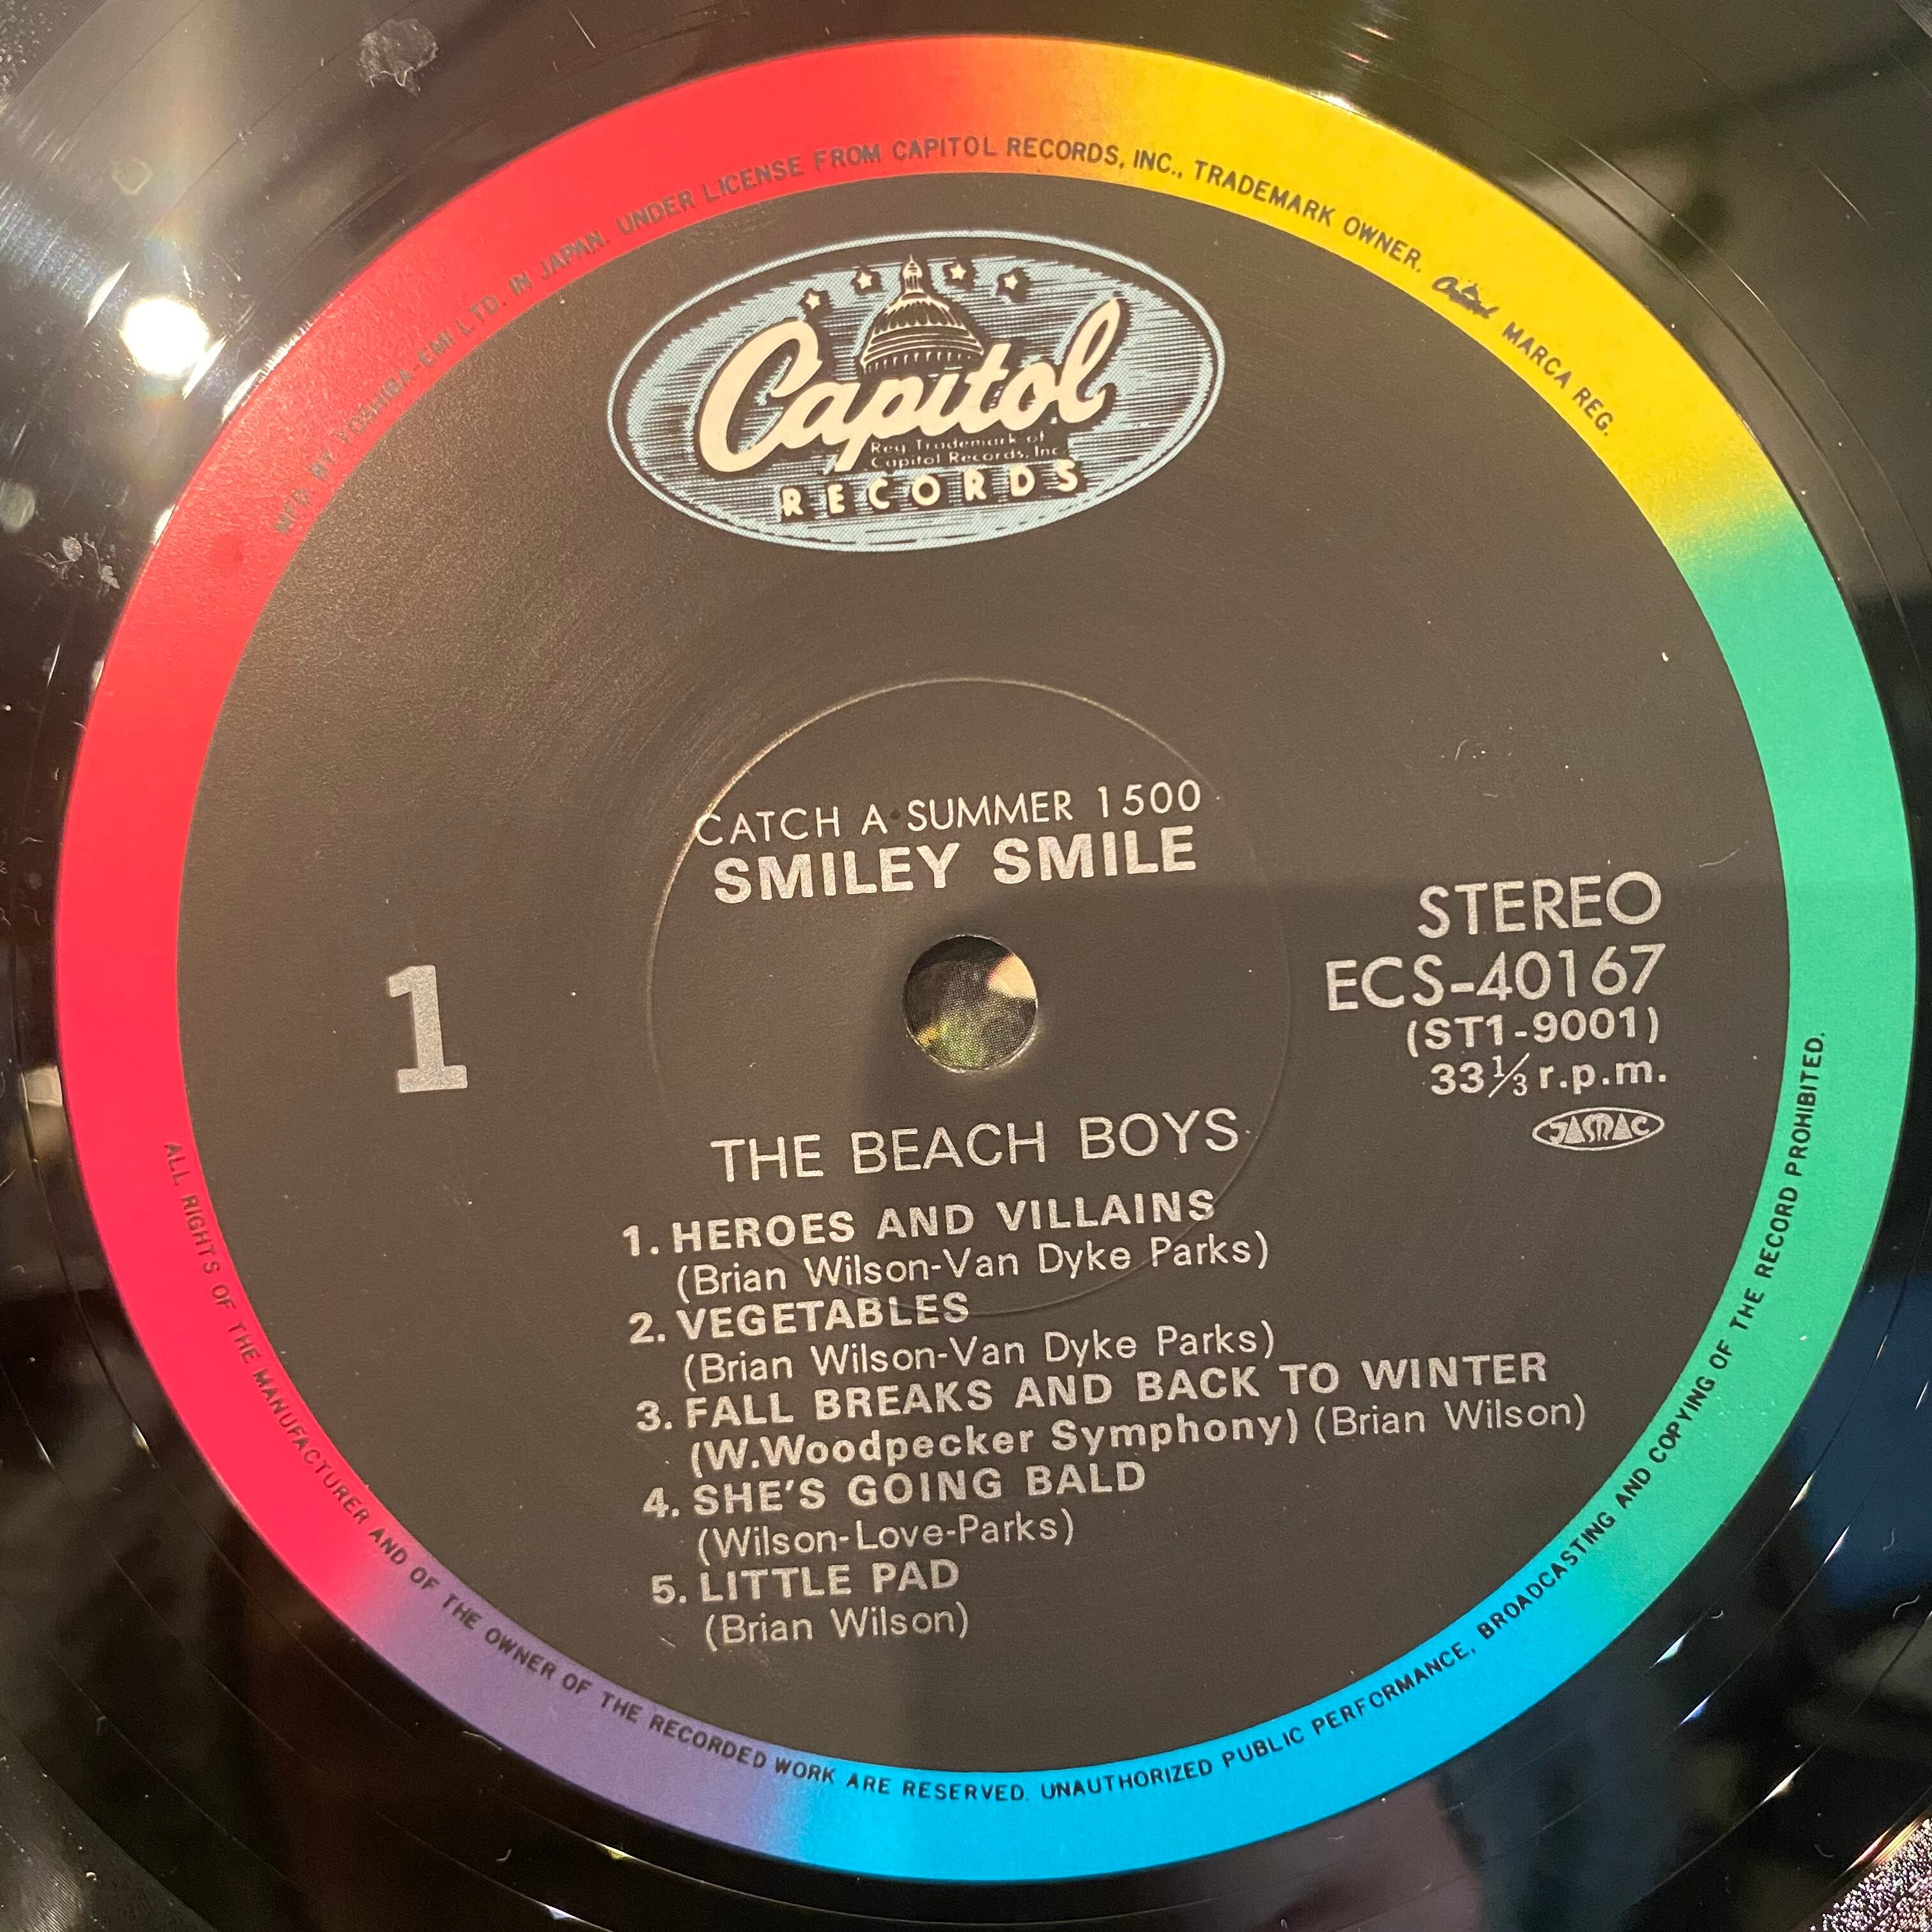 MFD. BY TOSHIBA-EMI LTD. IN JAPAN. UNDER LICENSE FROM CAPITOL RECORDS, INC., TRADEMARK OWNER. Capitol MARCA REG.
Capitol
Reg. Trademark of
Capitol Records, Inc.
RECORDS
CATCH A SUMMER 1500
SMILEY SMILE
1
STEREO
ECS-40167
(ST1-9001)
33 1/3 r.p.m.
JASRAC
THE BEACH BOYS
1. HEROES AND VILLAINS
(Brian Wilson-Van Dyke Parks)
2. VEGETABLES
(Brian Wilson-Van Dyke Parks)
3. FALL BREAKS AND BACK TO WINTER
(W.Woodpecker Symphony) (Brian Wilson)
4. SHE'S GOING BALD
(Wilson-Love-Parks)
5. LITTLE PAD
(Brian Wilson)
ALL RIGHTS OF THE MANUFACTURER AND OF THE OWNER OF THE RECORDED WORK ARE RESERVED. UNAUTHORIZED PUBLIC PERFORMANCE, BROADCASTING AND COPYING OF THE RECORD PROHIBITED.